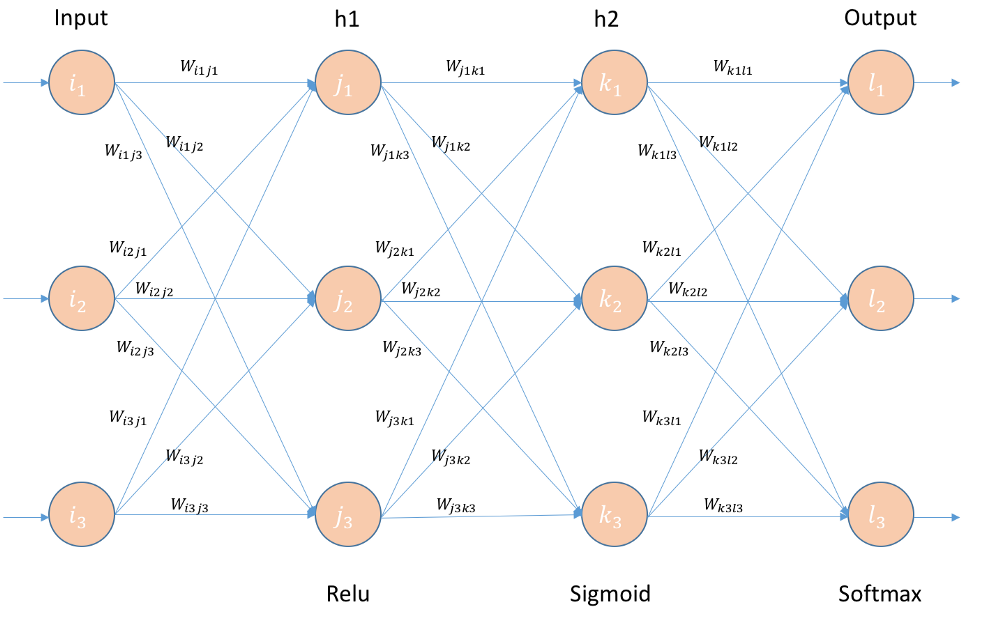 Input h1 h2 Output
W_{i1j1} W_{j1k1} W_{k1l1}
i_1 j_1 k_1 l_1
W_{i1j3} W_{i1j2} W_{j1k3} W_{j1k2} W_{k1l3} W_{k1l2}
W_{i2j1} W_{j2k1} W_{k2l1}
W_{i2j2} W_{j2k2} W_{k2l2}
i_2 j_2 k_2 l_2
W_{i2j3} W_{j2k3} W_{k2l3}
W_{i3j1} W_{j3k1} W_{k3l1}
W_{i3j2} W_{j3k2} W_{k3l2}
W_{i3j3} W_{j3k3} W_{k3l3}
i_3 j_3 k_3 l_3
Relu Sigmoid Softmax